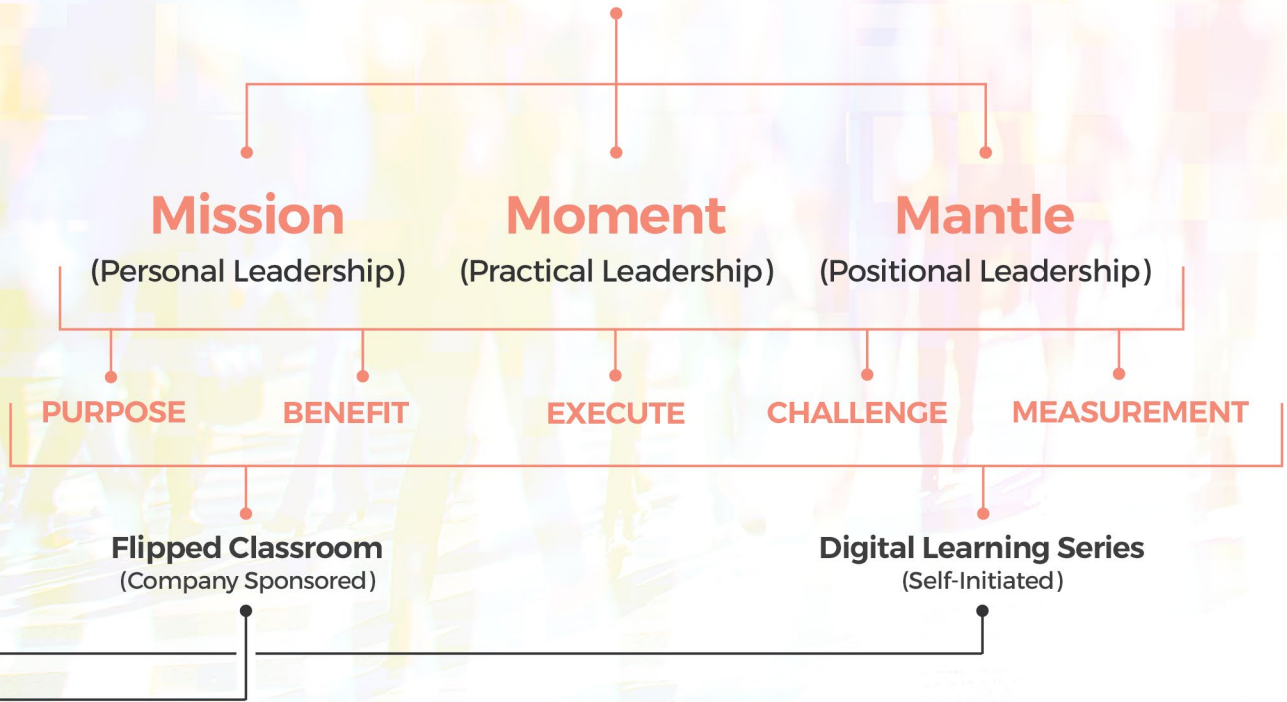 Mission
Moment
Mantle
(Personal Leadership)
(Practical Leadership)
(Positional Leadership)
PURPOSE
BENEFIT
EXECUTE
CHALLENGE
MEASUREMENT
Flipped Classroom
(Company Sponsored)
Digital Learning Series
(Self-Initiated)